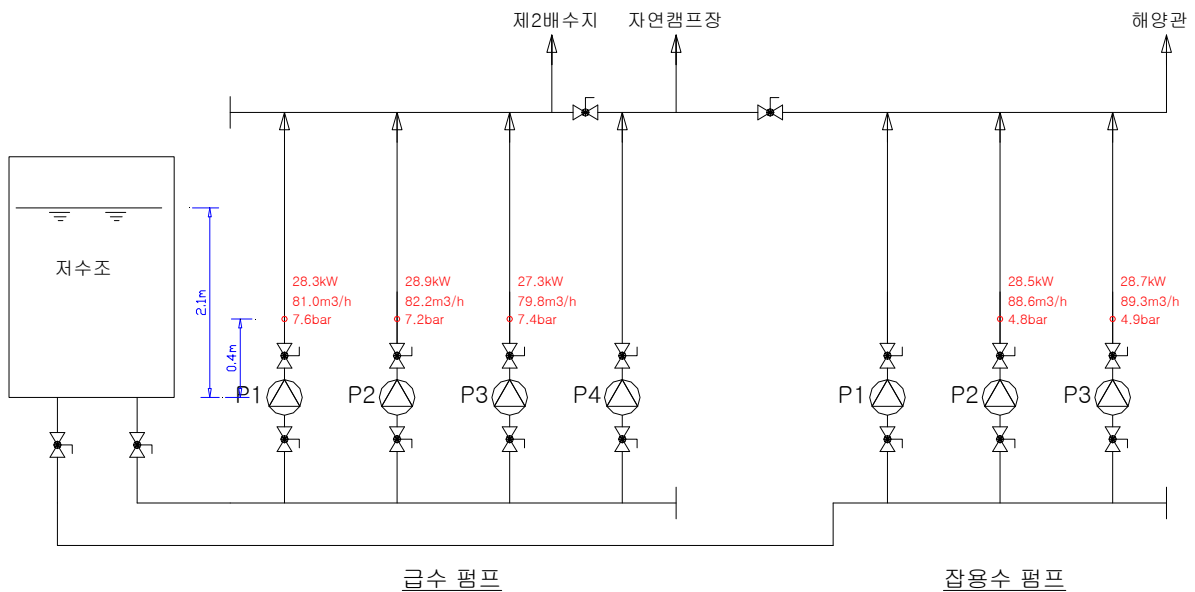 제2배수지
자연캠프장
해양관
저수조
2.1m
0.4m
28.3kW
81.0m3/h
7.6bar
28.9kW
82.2m3/h
7.2bar
27.3kW
79.8m3/h
7.4bar
28.5kW
88.6m3/h
4.8bar
28.7kW
89.3m3/h
4.9bar
P1
P2
P3
P4
P1
P2
P3
급수 펌프
잡용수 펌프